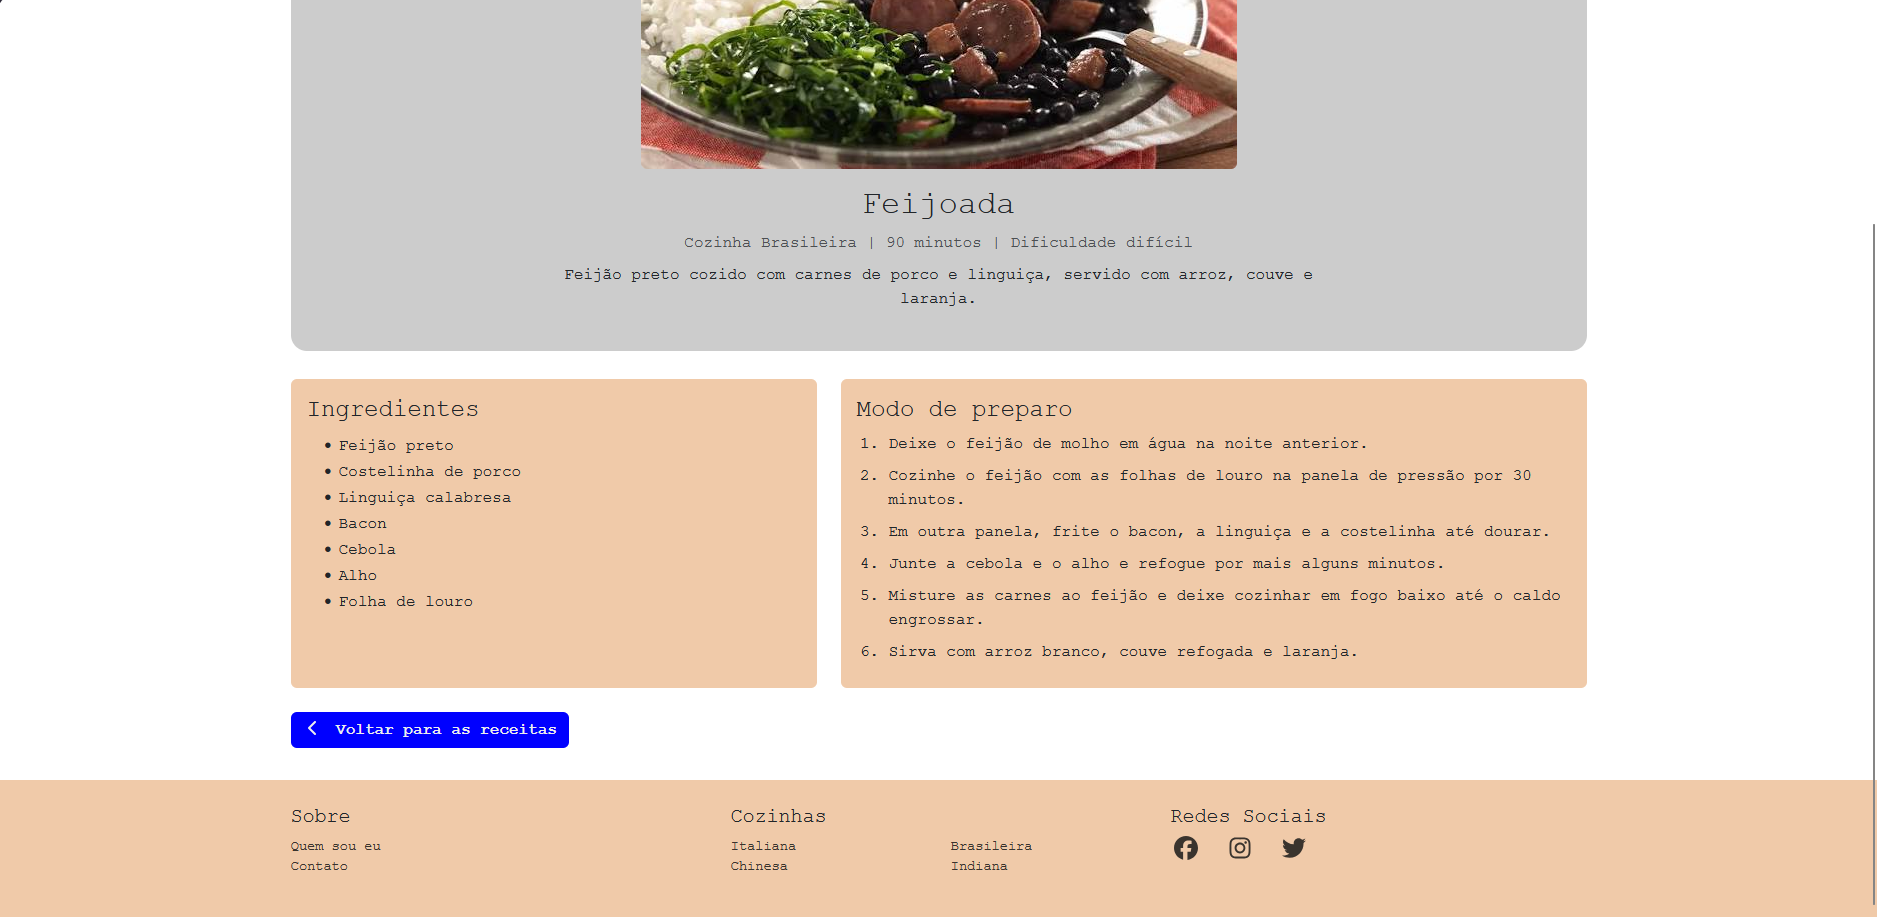 Feijoada
Cozinha Brasileira | 90 minutos | Dificuldade difícil
Feijão preto cozido com carnes de porco e linguiça, servido com arroz, couve e
laranja.
Ingredientes
• Feijão preto
• Costelinha de porco
• Linguiça calabresa
• Bacon
• Cebola
• Alho
• Folha de louro
Modo de preparo
1. Deixe o feijão de molho em água na noite anterior.
2. Cozinhe o feijão com as folhas de louro na panela de pressão por 30
minutos.
3. Em outra panela, frite o bacon, a linguiça e a costelinha até dourar.
4. Junte a cebola e o alho e refogue por mais alguns minutos.
5. Misture as carnes ao feijão e deixe cozinhar em fogo baixo até o caldo
engrossar.
6. Sirva com arroz branco, couve refogada e laranja.
Voltar para as receitas
Sobre
Quem sou eu
Contato
Cozinhas
Italiana
Chinesa
Brasileira
Indiana
Redes Sociais